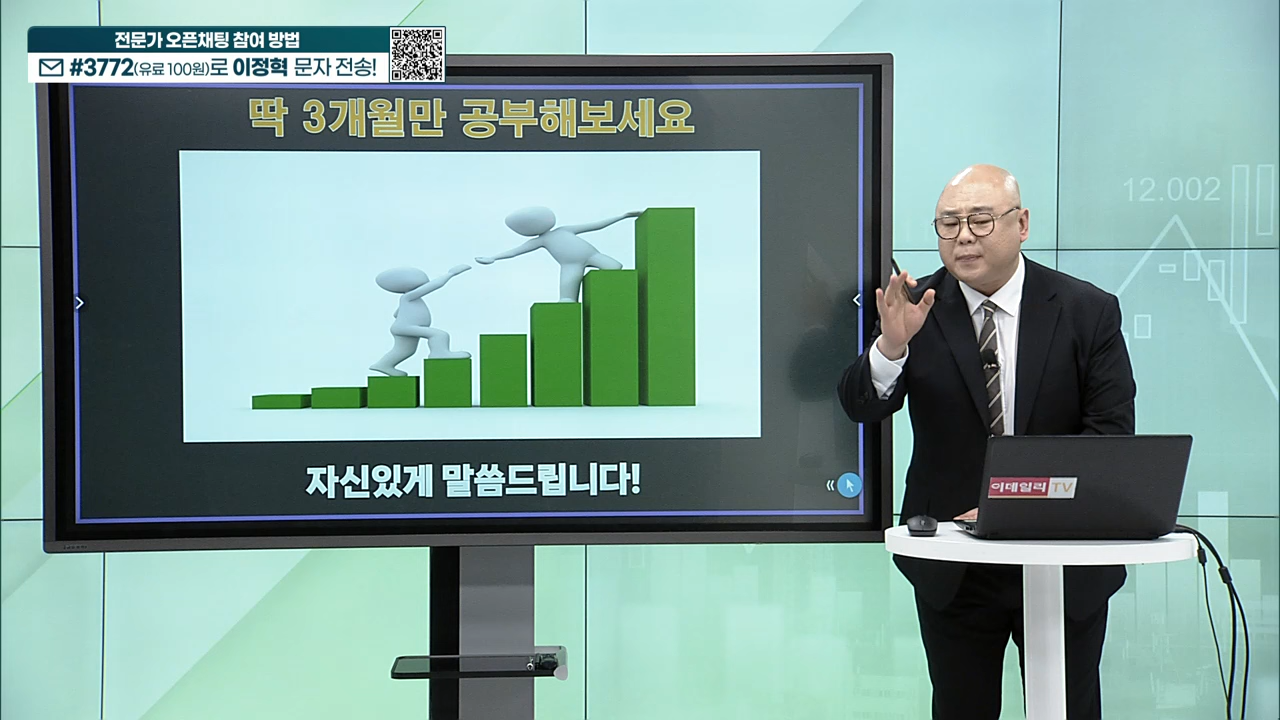 전문가 오픈채팅 참여 방법
#3772(유료 100원)로 이정혁 문자 전송!
딱 3개월만 공부해보세요
자신있게 말씀드립니다!
12.002
이데일리 TV